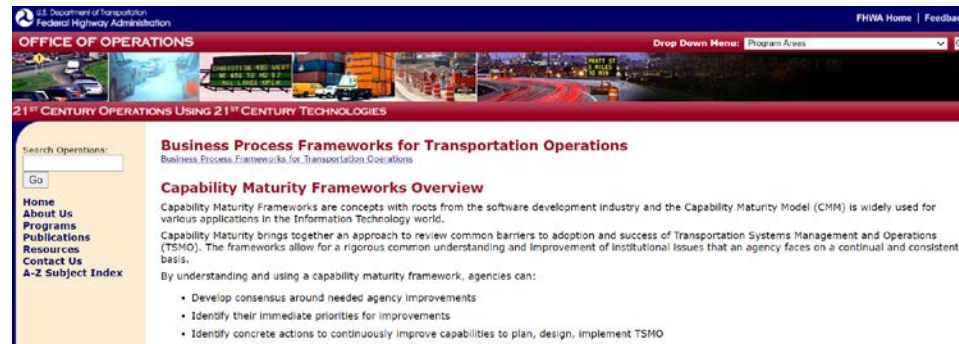 U.S. Department of Transportation
Federal Highway Administration
FHWA Home | Feedbac
OFFICE OF OPERATIONS
Drop Down Menu: Program Areas
PRATT ST
5 MILES
10 MIN
21ST CENTURY OPERATIONS USING 21ST CENTURY TECHNOLOGIES
Search Operations:
Go
Home
About Us
Programs
Publications
Resources
Contact Us
A-Z Subject Index
Business Process Frameworks for Transportation Operations
Business Process Frameworks for Transportation Operations
Capability Maturity Frameworks Overview
Capability Maturity Frameworks are concepts with roots from the software development industry and the Capability Maturity Model (CMM) is widely used for
various applications in the Information Technology world.
Capability Maturity brings together an approach to review common barriers to adoption and success of Transportation Systems Management and Operations
(TSMO). The frameworks allow for a rigorous common understanding and improvement of institutional issues that an agency faces on a continual and consistent
basis.
By understanding and using a capability maturity framework, agencies can:
• Develop consensus around needed agency improvements
• Identify their immediate priorities for improvements
• Identify concrete actions to continuously improve capabilities to plan, design, implement TSMO